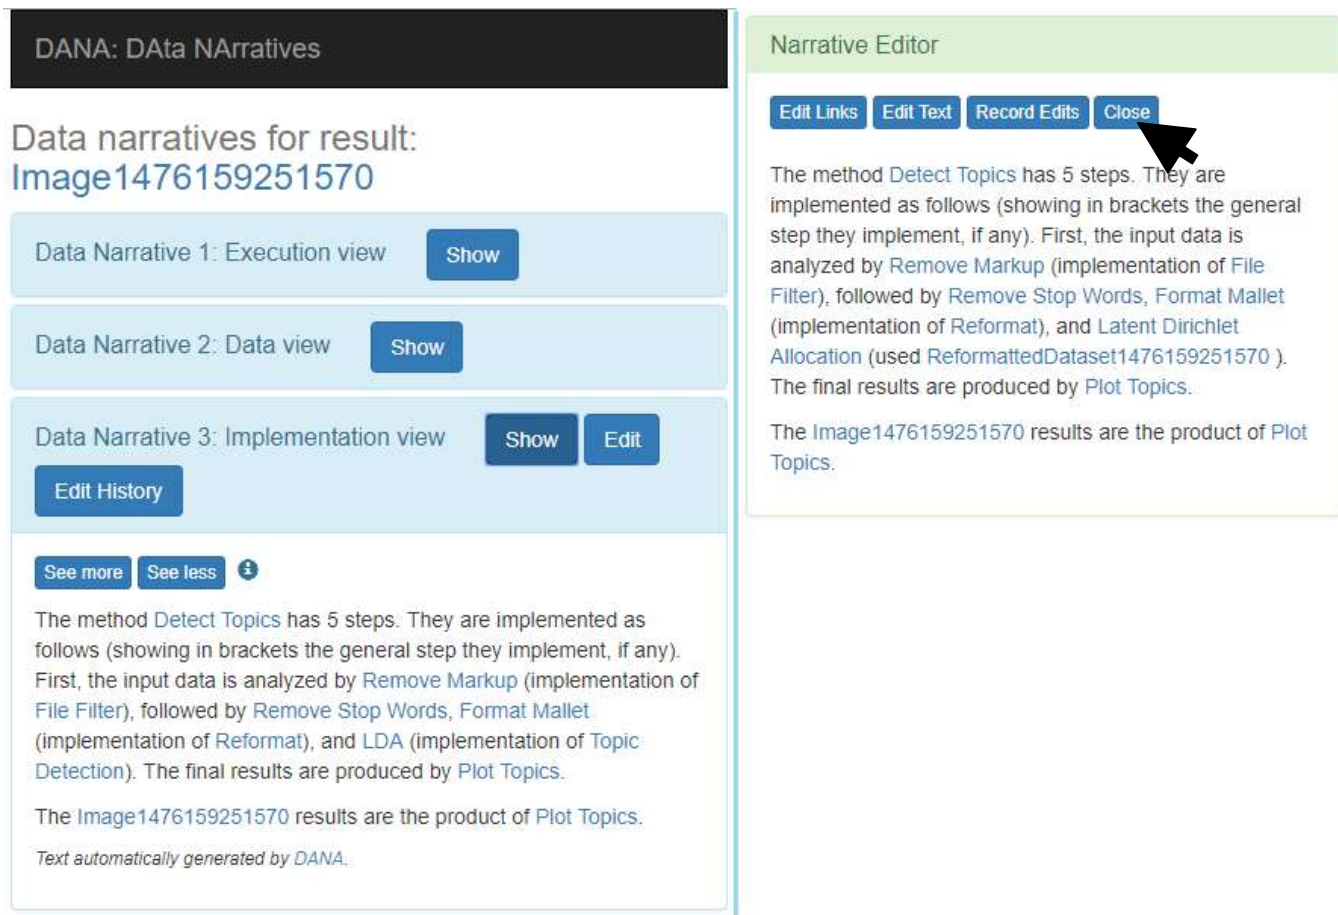 DANA: DAta NArratives
Data narratives for result:
Image1476159251570
Data Narrative 1: Execution view Show
Data Narrative 2: Data view Show
Data Narrative 3: Implementation view Show Edit
Edit History
See more See less
The method Detect Topics has 5 steps. They are implemented as
follows (showing in brackets the general step they implement, if any).
First, the input data is analyzed by Remove Markup (implementation of
File Filter), followed by Remove Stop Words, Format Mallet
(implementation of Reformat), and LDA (implementation of Topic
Detection). The final results are produced by Plot Topics.
The Image1476159251570 results are the product of Plot Topics.
Text automatically generated by DANA.
Narrative Editor
Edit Links Edit Text Record Edits Close
The method Detect Topics has 5 steps. They are
implemented as follows (showing in brackets the general
step they implement, if any). First, the input data is
analyzed by Remove Markup (implementation of File
Filter), followed by Remove Stop Words, Format Mallet
(implementation of Reformat), and Latent Dirichlet
Allocation (used ReformattedDataset1476159251570 ).
The final results are produced by Plot Topics.
The Image1476159251570 results are the product of Plot
Topics.